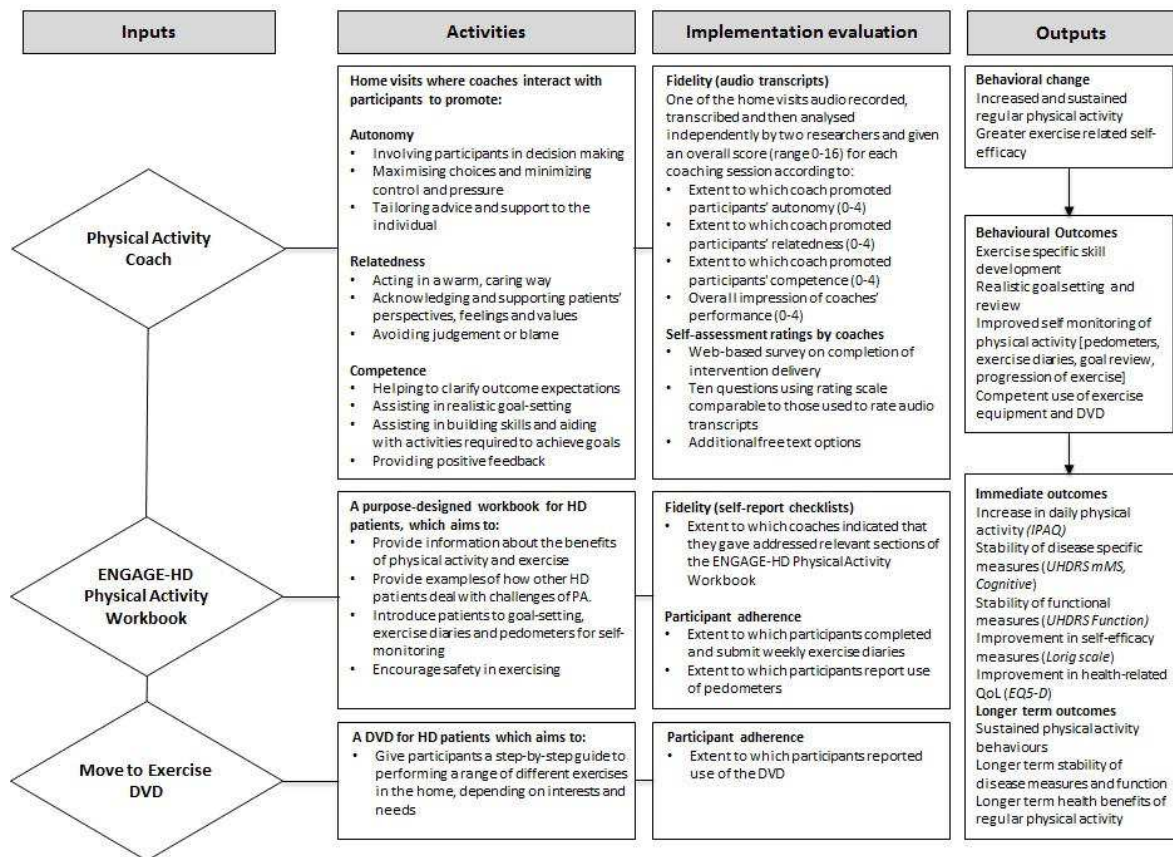 Inputs
Activities
Implementation evaluation
Outputs
Physical Activity
Coach
Home visits where coaches interact with
participants to promote:
Autonomy
• Involving participants in decision making
• Maximising choices and minimizing
control and pressure
• Tailoring advice and support to the
individual
Relatedness
• Acting in a warm, caring way
• Acknowledging and supporting patients'
perspectives, feelings and values
• Avoiding judgement or blame
Competence
• Helping to clarify outcome expectations
• Assisting in realistic goal-setting
• Assisting in building skills and aiding
with activities required to achieve goals
• Providing positive feedback
Fidelity (audio transcripts)
One of the home visits audio recorded,
transcribed and then analysed
independently by two researchers and given
an overall score (range 0-16) for each
coaching session according to:
• Extent to which coach promoted
participants' autonomy (0-4)
• Extent to which coach promoted
participants' relatedness (0-4)
• Extent to which coach promoted
participants' competence (0-4)
• Overall impression of coaches'
performance (0-4)
Self-assessment ratings by coaches
• Web-based survey on completion of
intervention delivery
• Ten questions using rating scale
comparable to those used to rate audio
transcripts
• Additional free text options
Behavioral change
Increased and sustained
regular physical activity
Greater exercise related self-
efficacy
Behavioural Outcomes
Exercise specific skill
development
Realistic goal setting and
review
Improved self monitoring of
physical activity [pedometers,
exercise diaries, goal review,
progression of exercise]
Competent use of exercise
equipment and DVD
ENGAGE-HD
Physical Activity
Workbook
A purpose-designed workbook for HD
patients, which aims to:
• Provide information about the benefits
of physical activity and exercise
• Provide examples of how other HD
patients deal with challenges of PA.
• Introduce patients to goal-setting,
exercise diaries and pedometers for self-
monitoring
• Encourage safety in exercising
Fidelity (self-report checklists)
• Extent to which coaches indicated that
they gave addressed relevant sections of
the ENGAGE-HD Physical Activity
Workbook
Participant adherence
• Extent to which participants completed
and submit weekly exercise diaries
• Extent to which participants report use
of pedometers
Immediate outcomes
Increase in daily physical
activity (IPAQ)
Stability of disease specific
measures (UHDRS mMS,
Cognitive)
Stability of functional
measures (UHDRS Function)
Improvement in self-efficacy
measures (Lorig scale)
Improvement in health-related
QoL (EQ5-D)
Longer term outcomes
Sustained physical activity
behaviours
Longer term stability of
disease measures and function
Longer term health benefits of
regular physical activity
Move to Exercise
DVD
A DVD for HD patients which aims to:
• Give participants a step-by-step guide to
performing a range of different exercises
in the home, depending on interests and
needs
Participant adherence
• Extent to which participants reported
use of the DVD